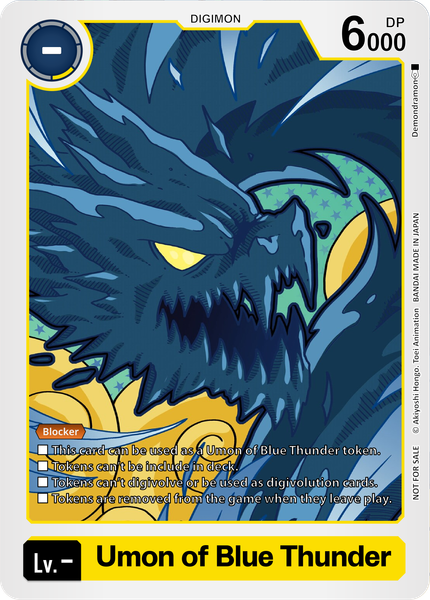 DIGIMON
-
DP
6000
Demondramon
© Akiyoshi Hongo. Toei Animation BANDAI MADE IN JAPAN
NOT FOR SALE
Blocker
This card can be used as a Umon of Blue Thunder token.
Tokens can't be include in deck.
Tokens can't digivolve or be used as digivolution cards.
Tokens are removed from the game when they leave play.
Lv.-
Umon of Blue Thunder